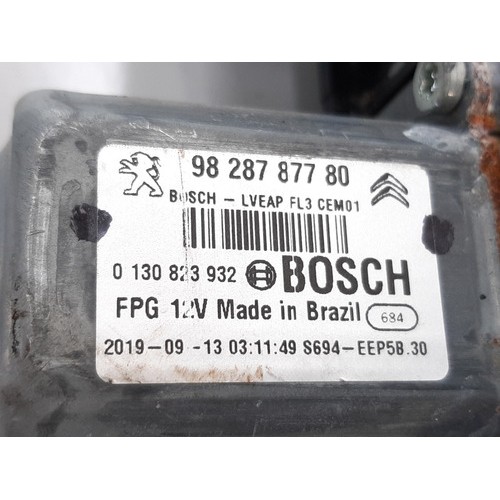 98 287 877 80
BOSCH - LVEAP FL3 CEM01
0 130 823 932 BOSCH
FPG 12V Made in Brazil 684
2019-09 -13 03:11:49 S694-EEP5B.30